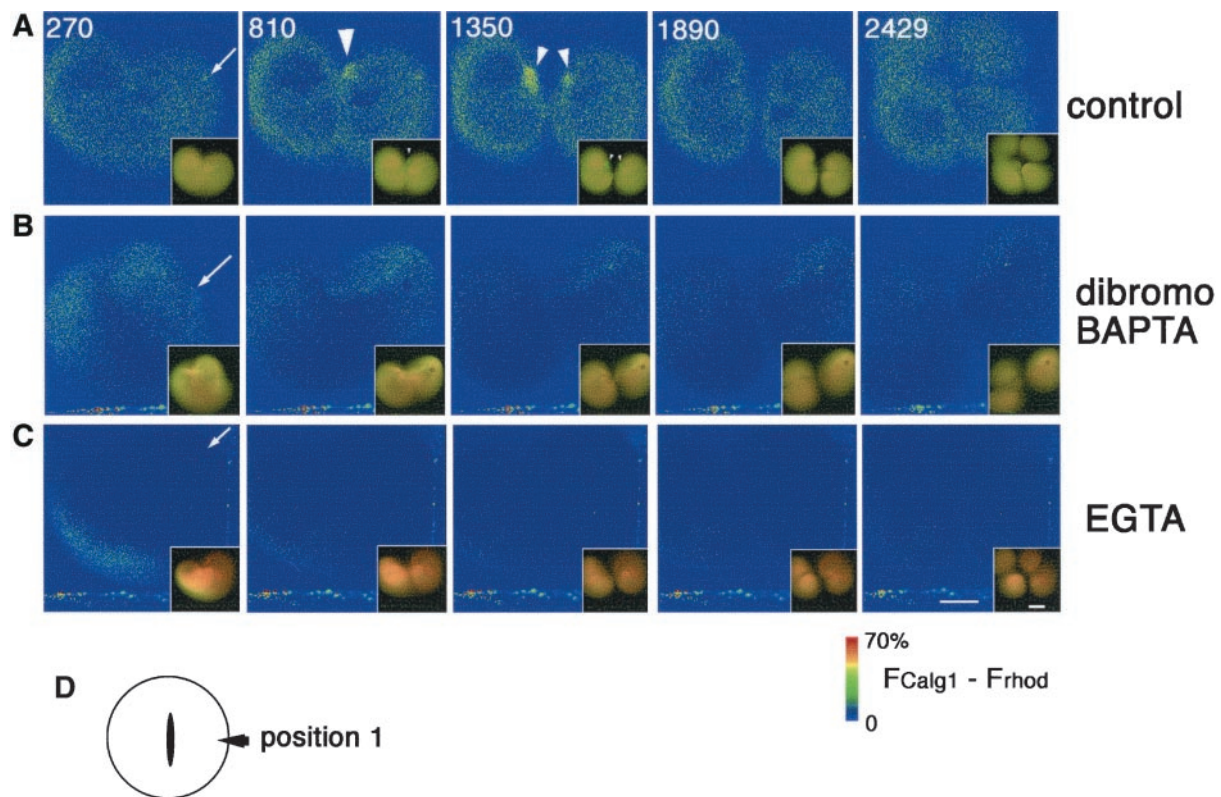 A
270
810
1350
1890
2429
control
B
dibromo
BAPTA
C
EGTA
70%
FCalg1 - Frhod
0
D
position 1